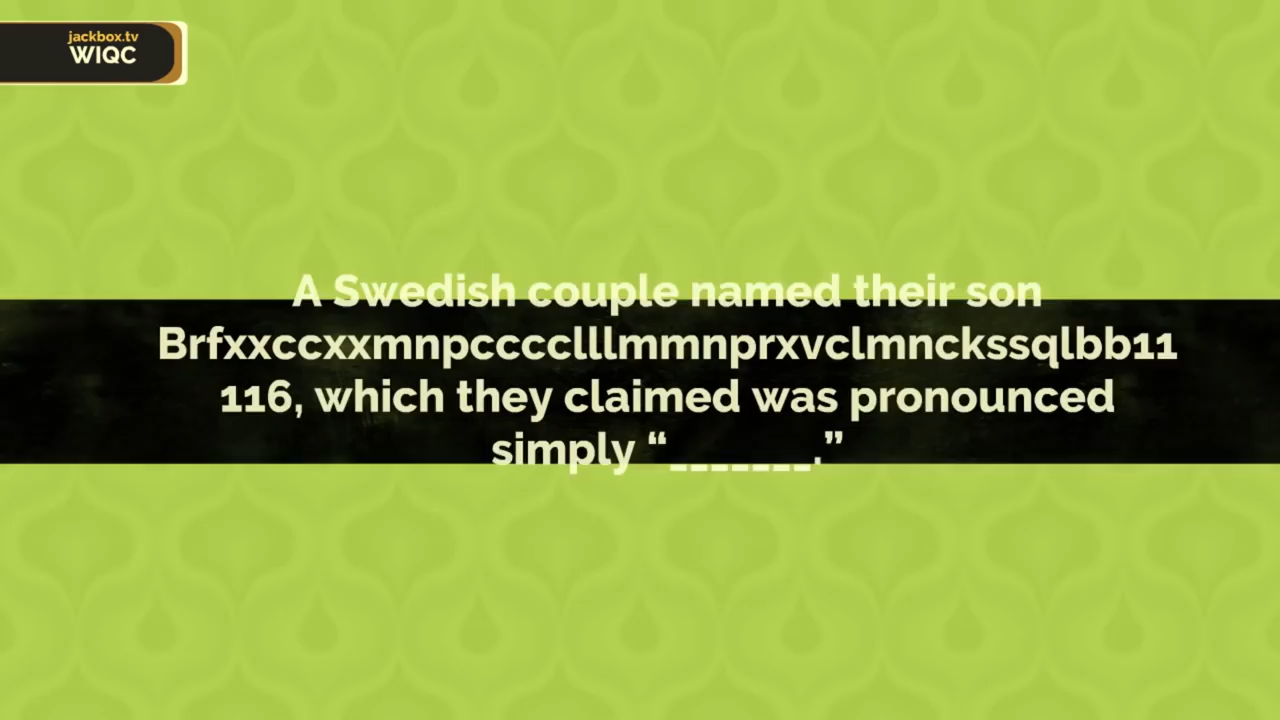 jackbox.tv
WIQC
A Swedish couple named their son
Brfxxccxxmnpcccclllmmnprxvclmnckssqlbb11
116, which they claimed was pronounced
simply “_______.”